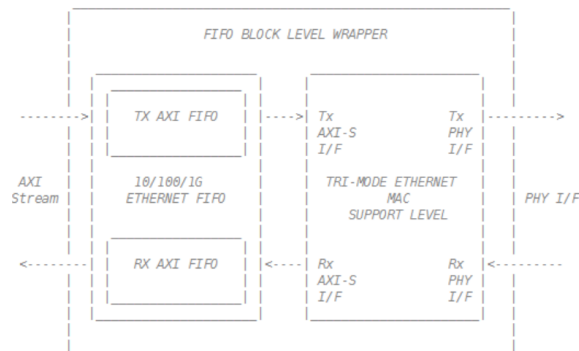 FIFO BLOCK LEVEL WRAPPER
TX AXI FIFO
Tx Tx
AXI-S PHY
I/F I/F
AXI 10/100/1G TRI-MODE ETHERNET
Stream ETHERNET FIFO MAC PHY I/F
SUPPORT LEVEL
RX AXI FIFO
Rx Rx
AXI-S PHY
I/F I/F